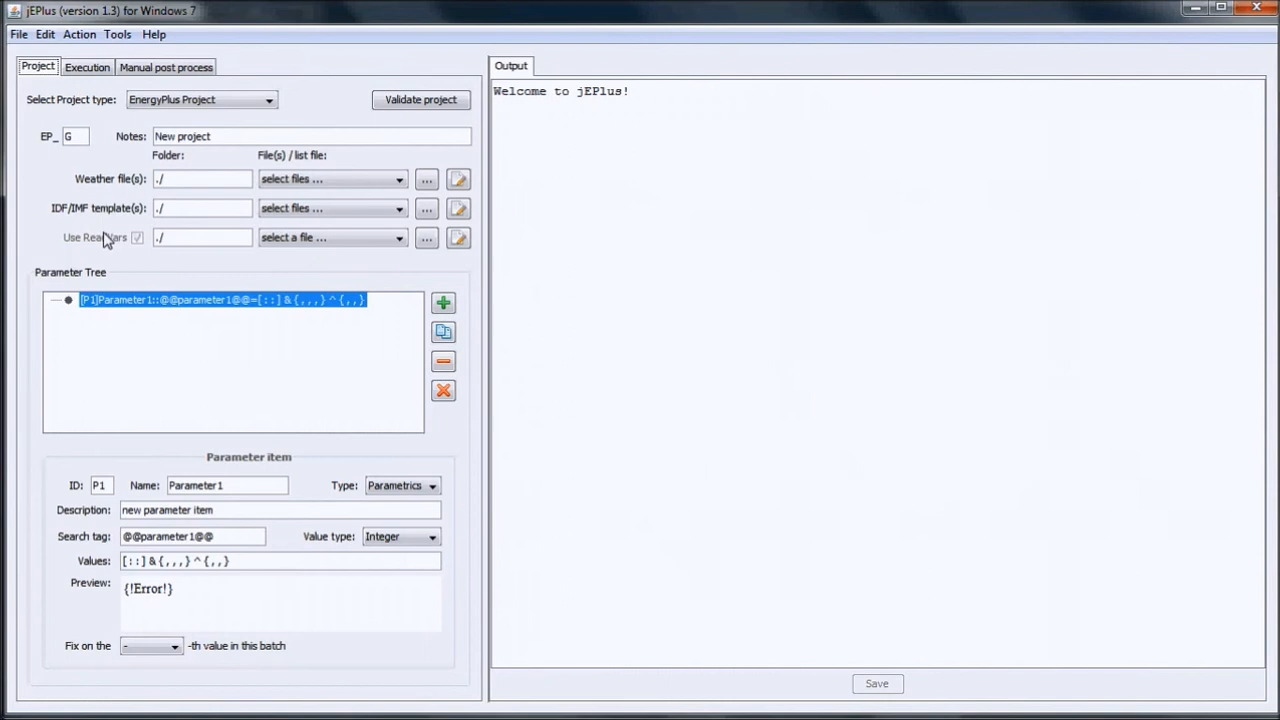 jEPlus (version 1.3) for Windows 7
File Edit Action Tools Help
Project Execution Manual post process
Select Project type: EnergyPlus Project Validate project
EP_ G Notes: New project
Folder: File(s) / list file:
Weather file(s): ./ select files ... ...
IDF/IMF template(s): ./ select files ... ...
Use ReadVars ./ select a file ... ...
Parameter Tree
[P1]Parameter1::@@parameter1@@=[::] & {,,,} ^ {,,}
Parameter item
ID: P1 Name: Parameter1 Type: Parametrics
Description: new parameter item
Search tag: @@parameter1@@ Value type: Integer
Values: [::] & {,,,} ^ {,,}
Preview: {!Error!}
Fix on the - -th value in this batch
Output
Welcome to jEPlus!
Save